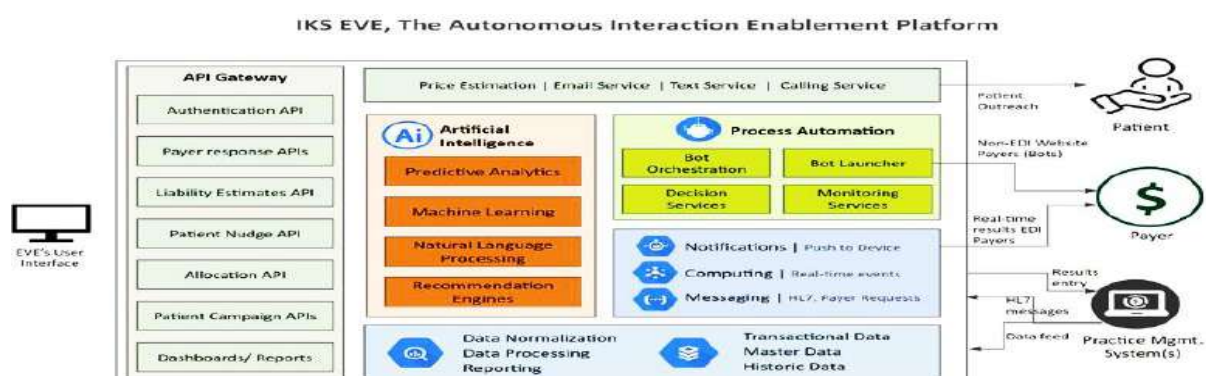 IKS EVE, The Autonomous Interaction Enablement Platform
EVE's User
Interface
API Gateway
Authentication API
Payer response APIs
Liability Estimates API
Patient Nudge API
Allocation API
Patient Campaign APIs
Dashboards/ Reports
Price Estimation | Email Service | Text Service | Calling Service
Ai
Artificial
Intelligence
Predictive Analytics
Machine Learning
Natural Language
Processing
Recommendation
Engines
Process Automation
Bot
Orchestration
Bot Launcher
Decision
Services
Monitoring
Services
Notifications | Push to Device
Computing | Real-time events
Messaging | HL7, Payer Requests
Data Normalization
Data Processing
Reporting
Transactional Data
Master Data
Historic Data
Patient
Outreach
Patient
Non-EDI Website
Payers (Bots)
$
Payer
Real-time
results EDI
Payers
Results
entry
HL7
messages
Data feed
Practice Mgmt.
System(s)